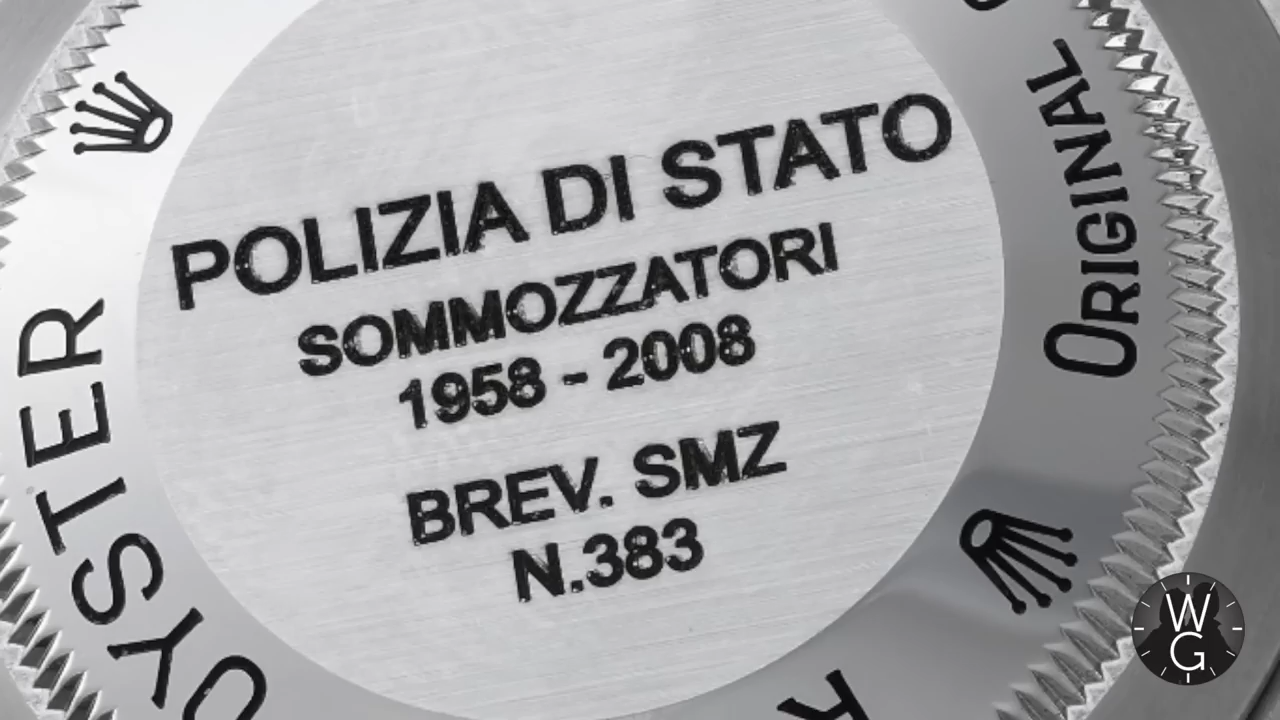 POLIZIA DI STATO
SOMMOZZATORI
1958 - 2008
BREV. SMZ
N.383
OYSTER
ORIGINAL
WG